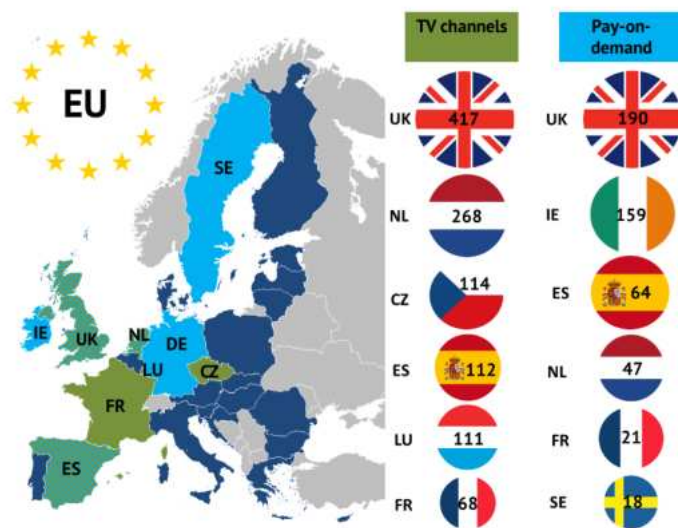 EU
SE
IE
UK
NL
DE
LU
CZ
FR
ES
TV channels
UK 417
NL 268
CZ 114
ES 112
LU 111
FR 68
Pay-on-
demand
UK 190
IE 159
ES 64
NL 47
FR 21
SE 18